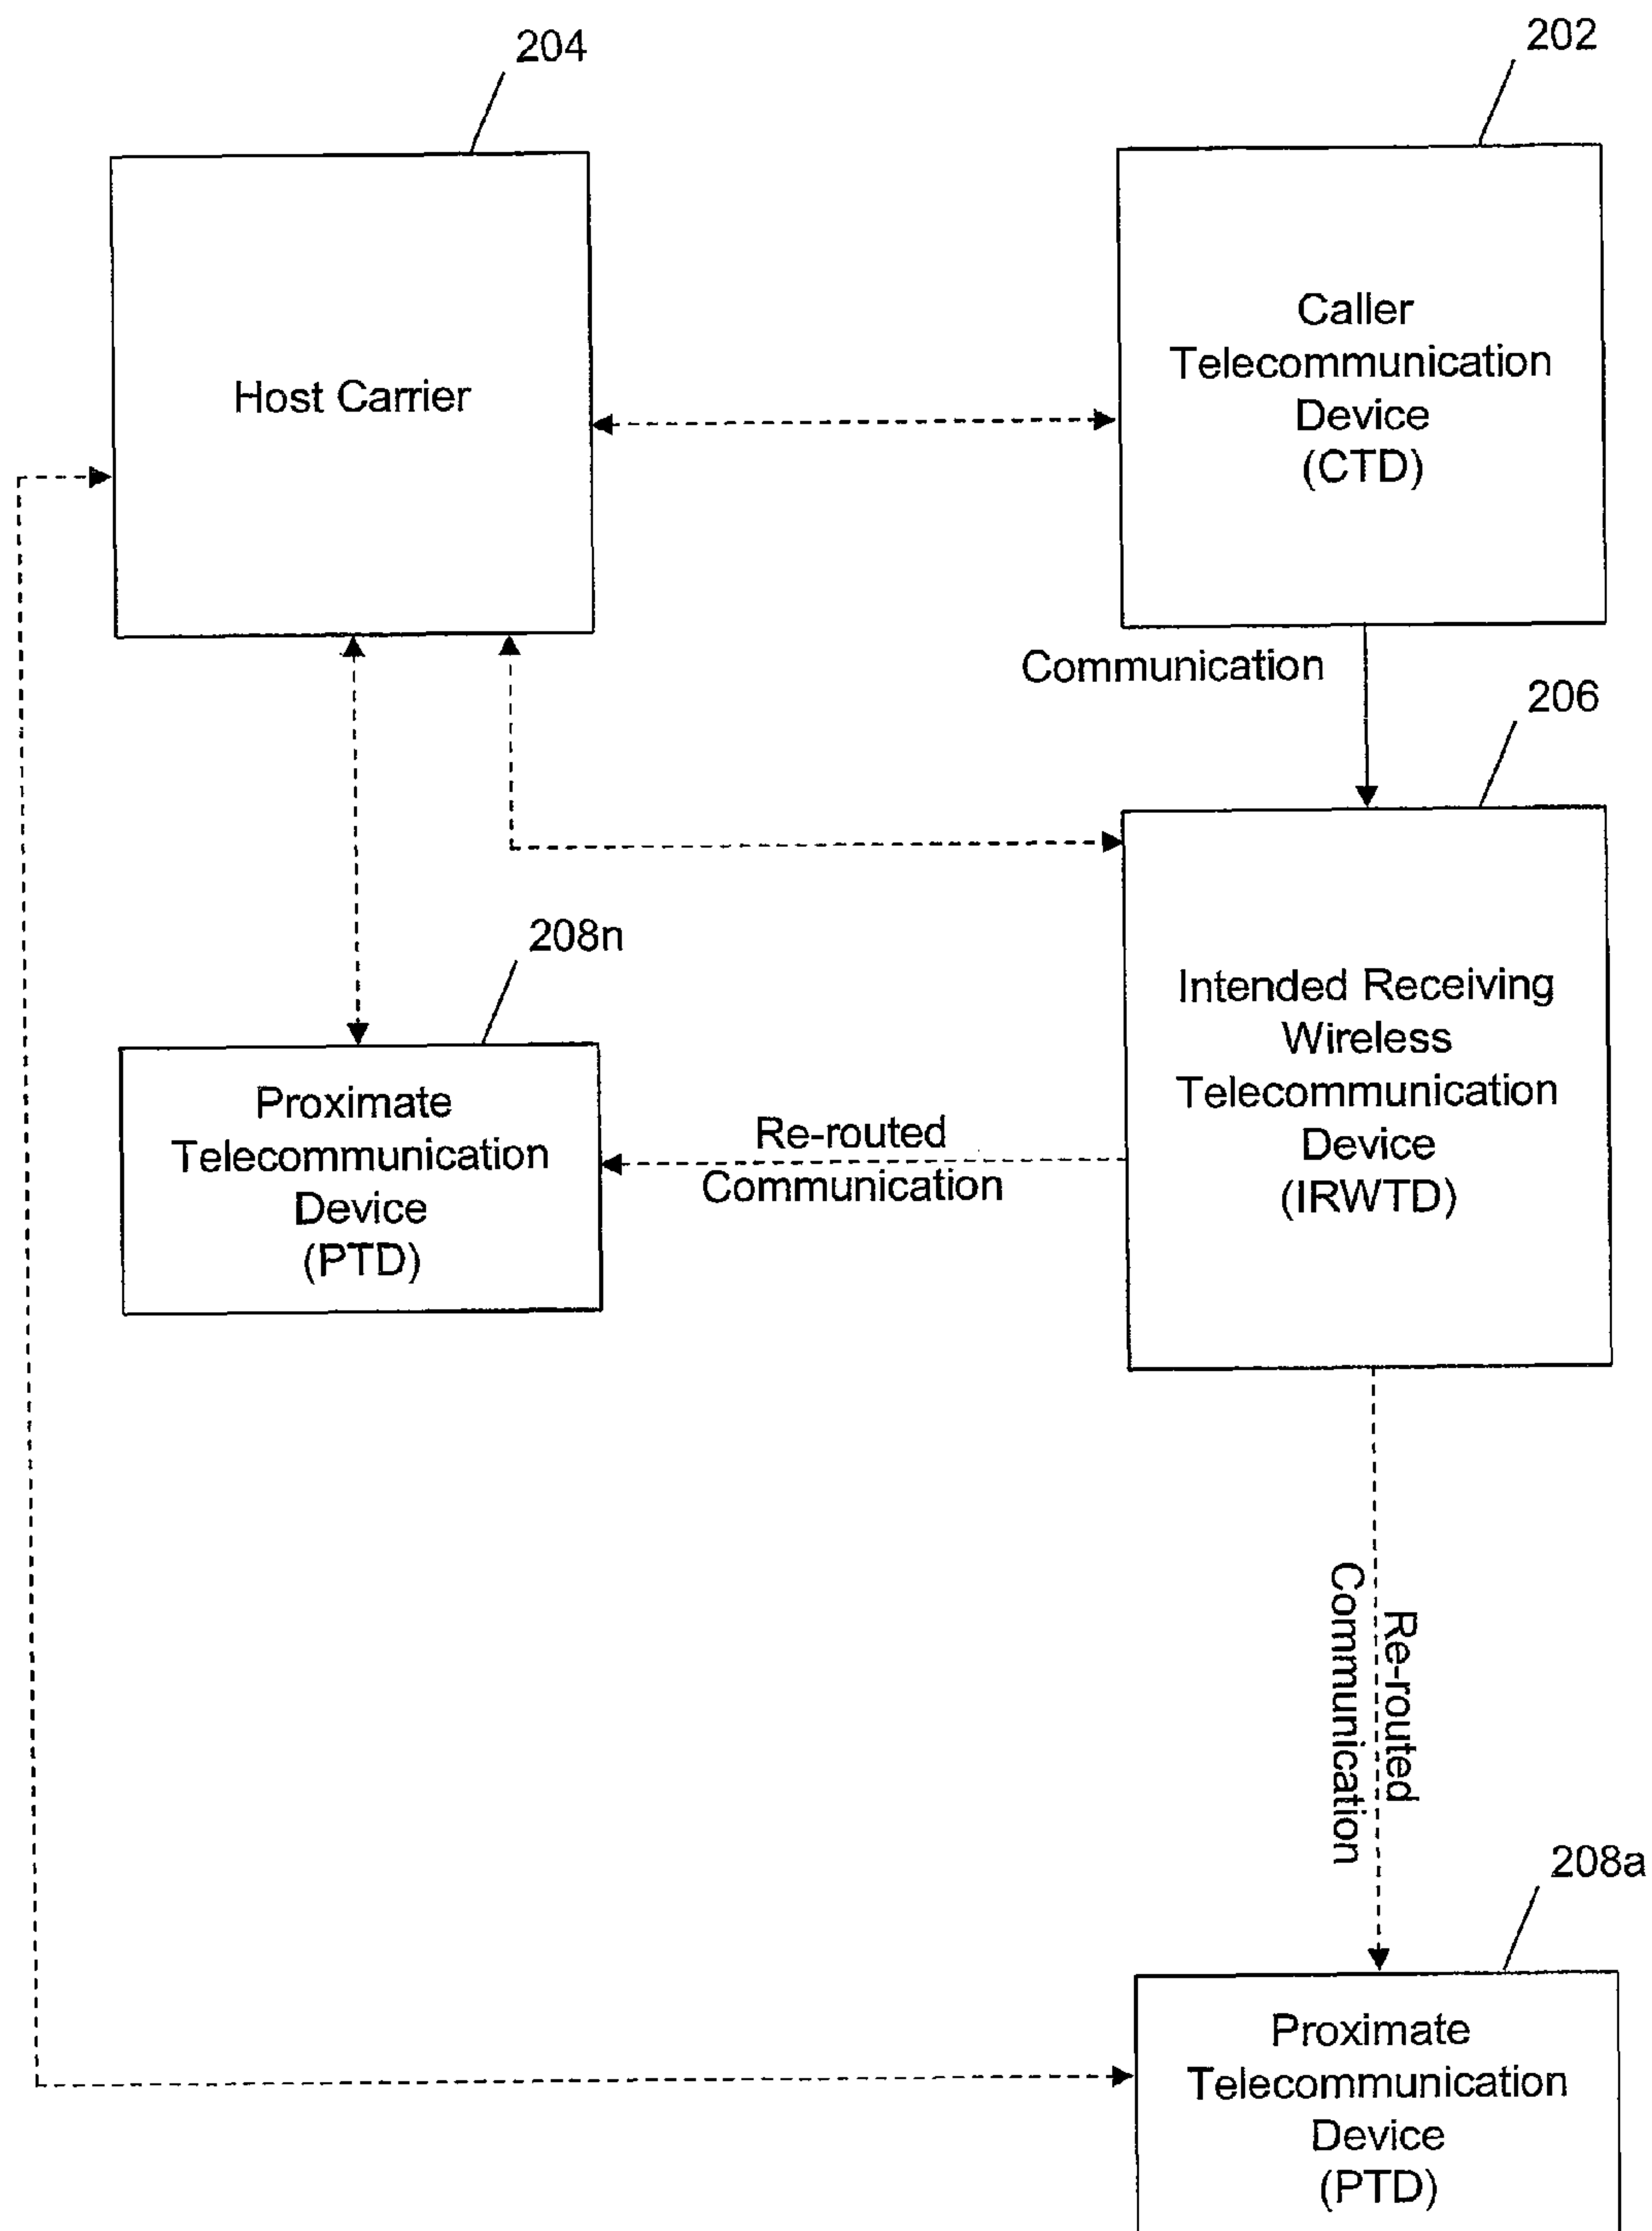 204
202
Host Carrier
Caller
Telecommunication
Device
(CTD)
Communication
206
208n
Intended Receiving
Wireless
Telecommunication
Device
(IRWTD)
Proximate
Telecommunication
Device
(PTD)
Re-routed
Communication
Re-routed
Communication
208a
Proximate
Telecommunication
Device
(PTD)